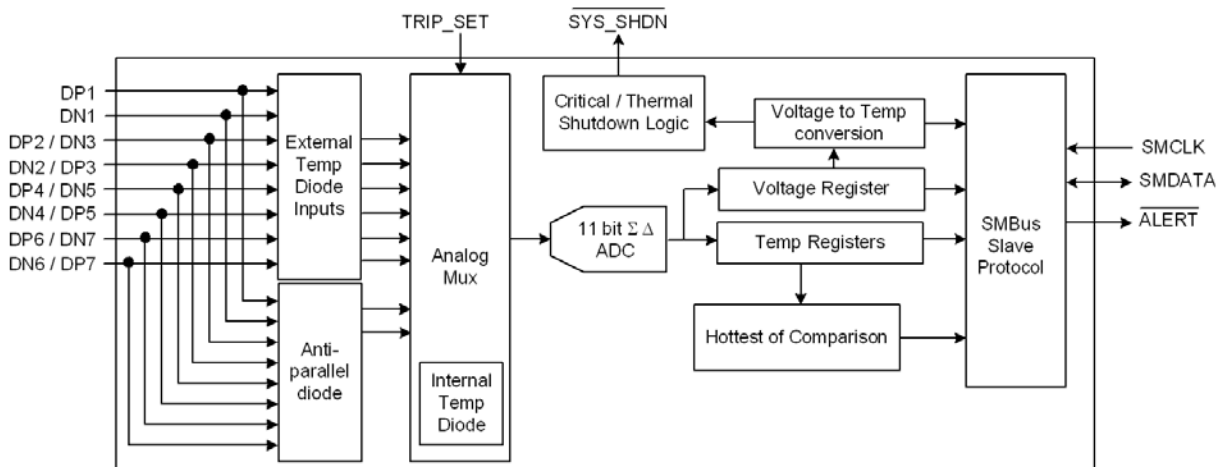 TRIP_SET
SYS_SHDN
DP1
DN1
DP2 / DN3
DN2 / DP3
DP4 / DN5
DN4 / DP5
DP6 / DN7
DN6 / DP7
External
Temp
Diode
Inputs
Anti-
parallel
diode
Analog
Mux
Internal
Temp
Diode
11 bit Σ Δ
ADC
Critical / Thermal
Shutdown Logic
Voltage to Temp
conversion
Voltage Register
Temp Registers
Hottest of Comparison
SMBus
Slave
Protocol
SMCLK
SMDATA
ALERT